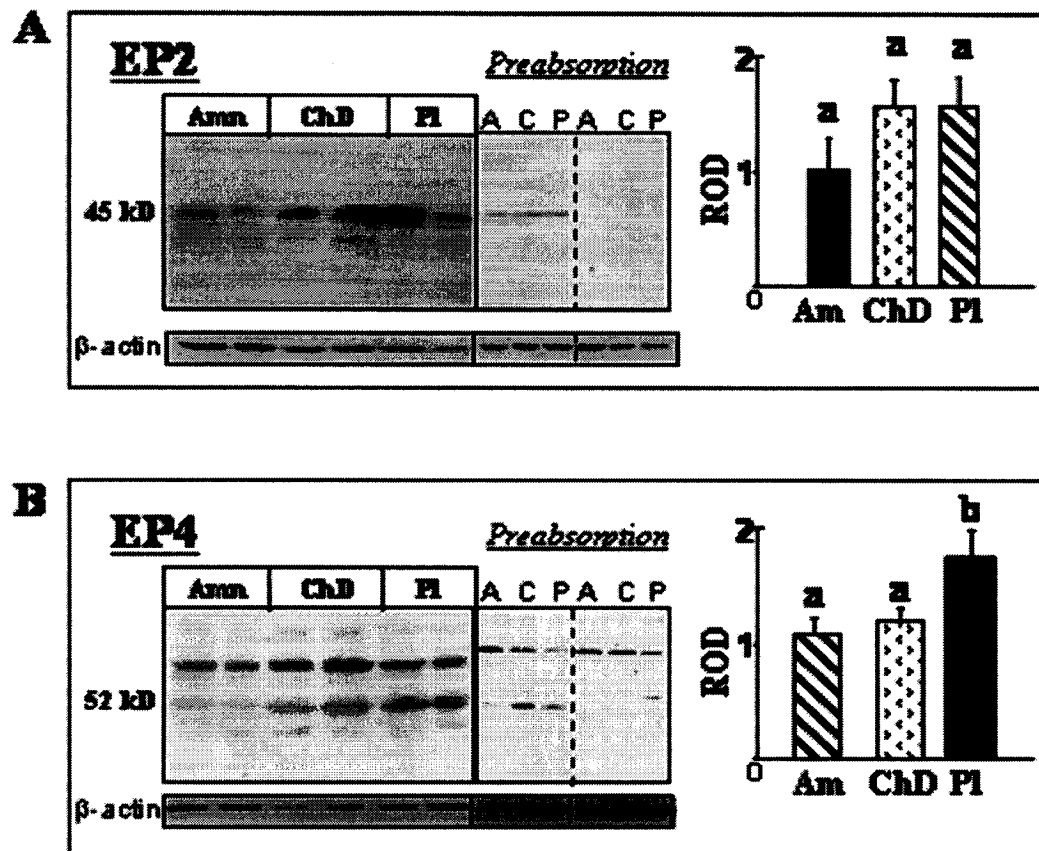 A
EP2
Preabsorption
Amn ChD Pl
A C P A C P
45 kD
β-actin
2
1
0
ROD
a a a
Am ChD Pl
B
EP4
Preabsorption
Amn ChD Pl
A C P A C P
52 kD
β-actin
2
1
0
ROD
a a b
Am ChD Pl